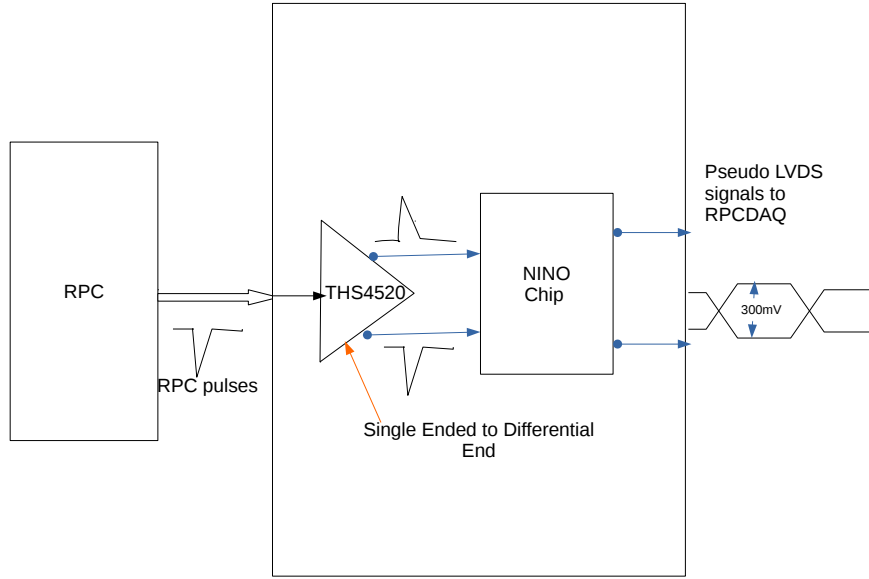 RPC
RPC pulses
THS4520
Single Ended to Differential
End
NINO
Chip
Pseudo LVDS
signals to
RPCDAQ
300mV